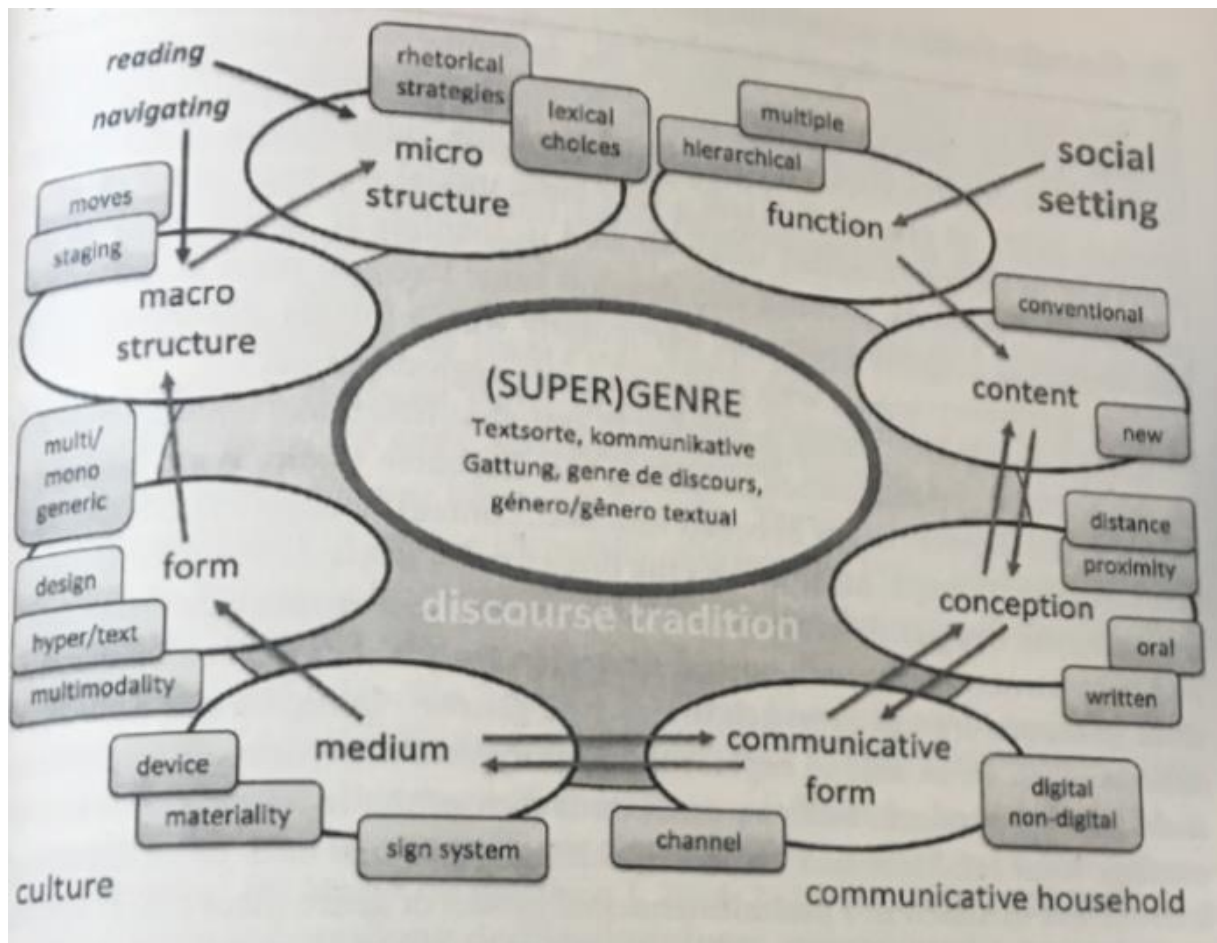 reading
navigating
rhetorical
strategies
lexical
choices
micro
structure
multiple
hierarchical
function
social
setting
moves
staging
macro
structure
conventional
content
new
(SUPER)GENRE
Textsorte, kommunikative
Gattung, genre de discours,
género/gênero textual
discourse tradition
multi/
mono
generic
form
design
hyper/text
multimodality
distance
proximity
conception
oral
written
medium
device
materiality
sign system
communicative
form
channel
digital
non-digital
culture
communicative household